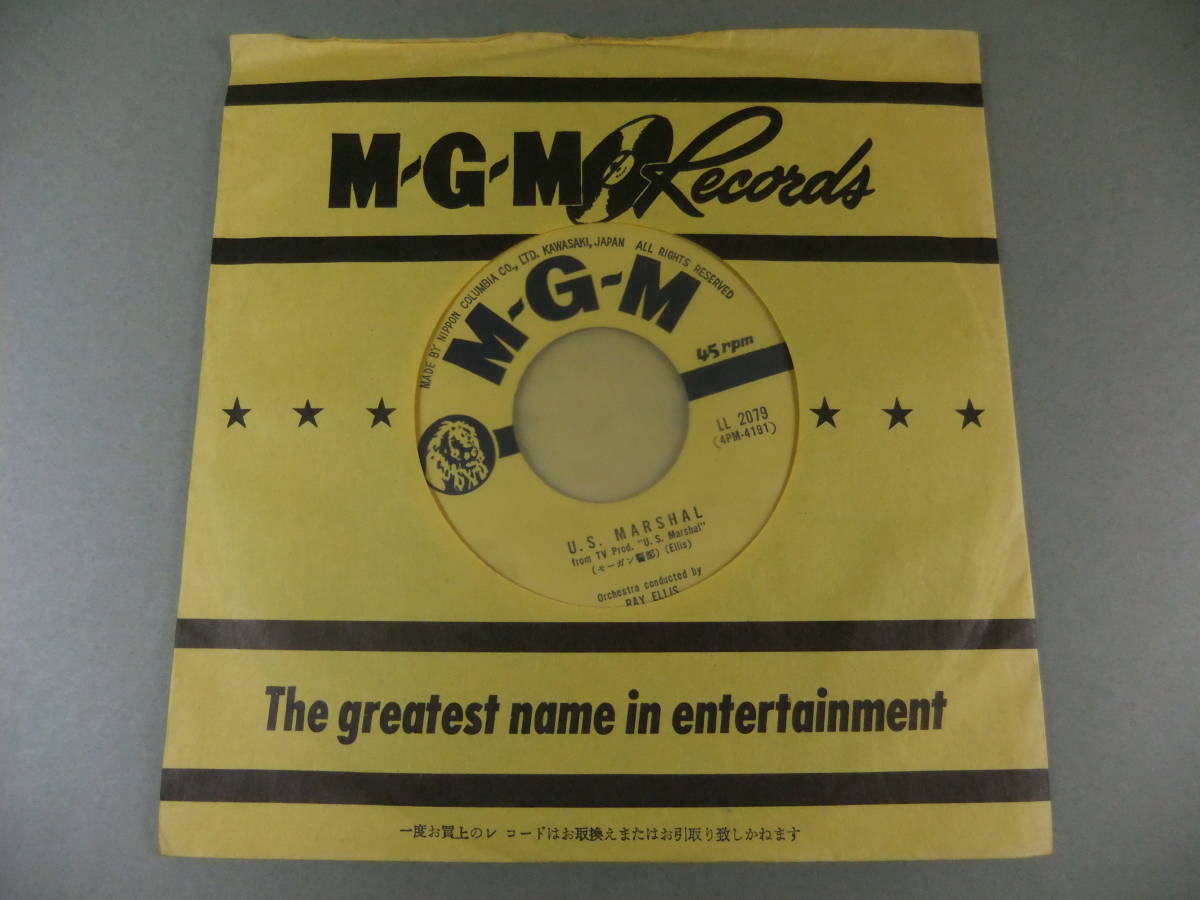 M-G-M Records
MADE BY NIPPON COLUMBIA CO., LTD. KAWASAKI, JAPAN ALL RIGHTS RESERVED
M-G-M
45 rpm
LL 2079
(4PM-4191)
U.S. MARSHAL
from TV Prod. "U.S. Marshal"
(モーガン警部) (Ellis)
Orchestra conducted by
RAY ELLIS
The greatest name in entertainment
一度お買上のレコードはお取換えまたはお引取り致しかねます